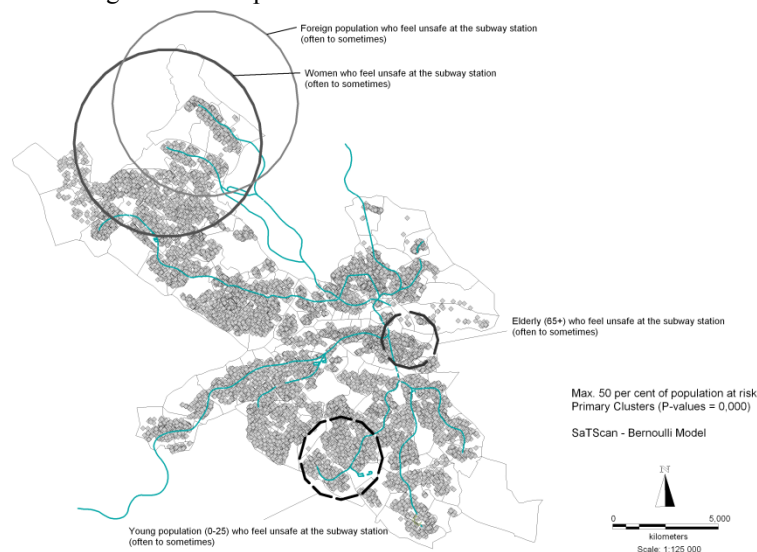 Foreign population who feel unsafe at the subway station
(often to sometimes)
Women who feel unsafe at the subway station
(often to sometimes)
Elderly (65+) who feel unsafe at the subway station
(often to sometimes)
Max. 50 per cent of population at risk
Primary Clusters (P-values = 0,000)
SaTScan - Bernoulli Model
0 5,000
kilometers
Scale: 1:125 000
Young population (0-25) who feel unsafe at the subway station
(often to sometimes)